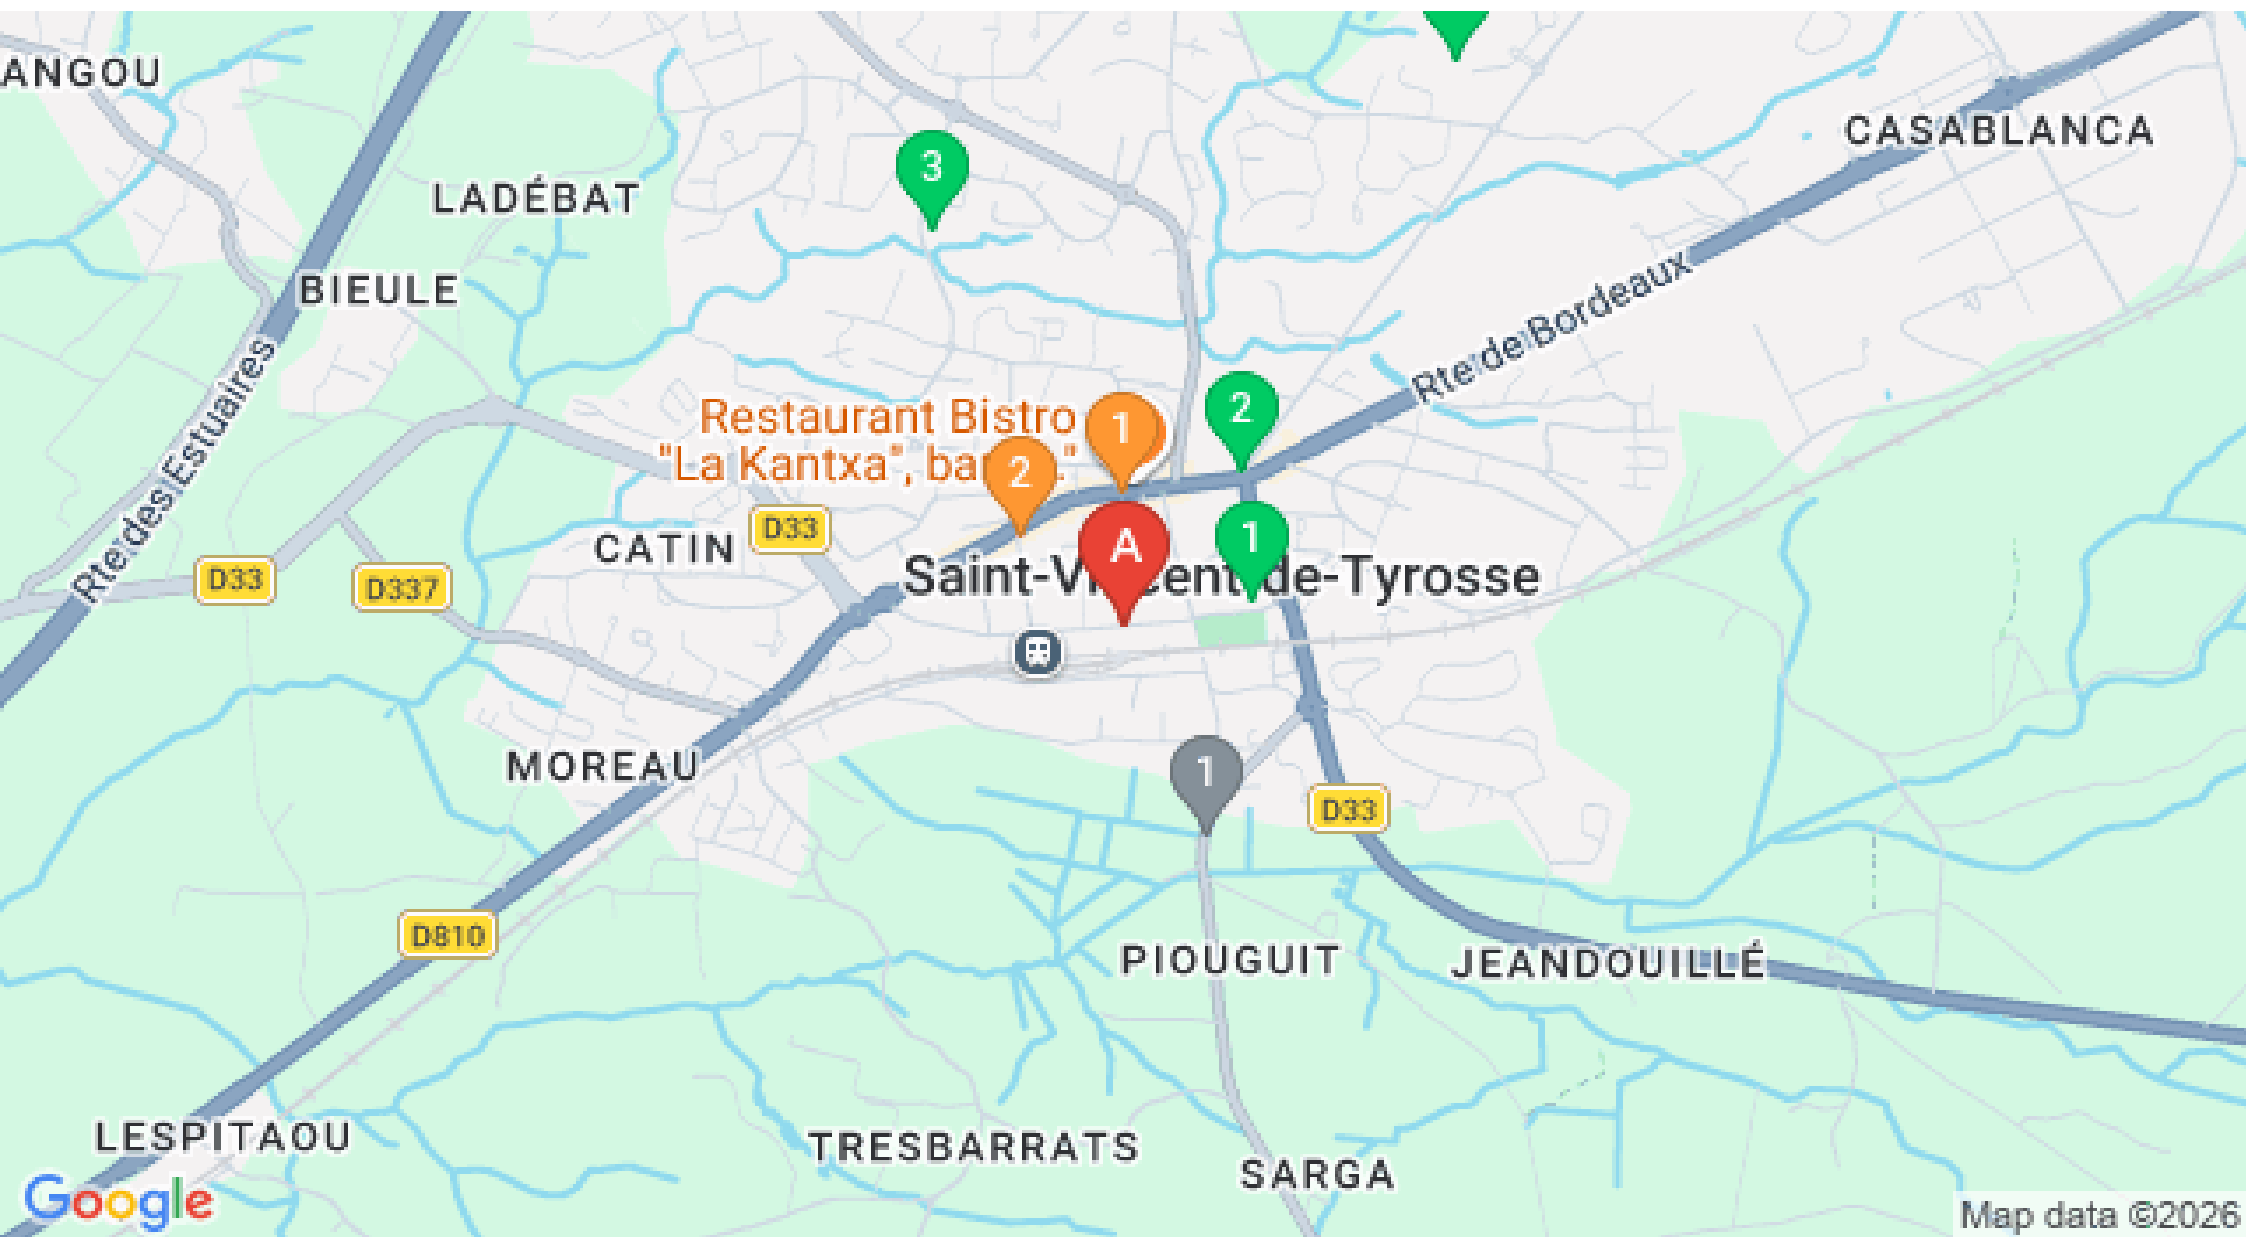 ANGOU
CASABLANCA
3
LADÉBAT
BIEULE
Rte de Bordeaux
Rte des Estuaires
2
Restaurant Bistro
1
"La Kantxa", ba
2
D33
CATIN
A
1
Saint-Vincent-de-Tyrosse
D33
D337
MOREAU
1
D33
D810
PIOUGUIT
JEANDOUILLÉ
LESPITAOU
TRESBARRATS
SARGA
Google
Map data ©2026